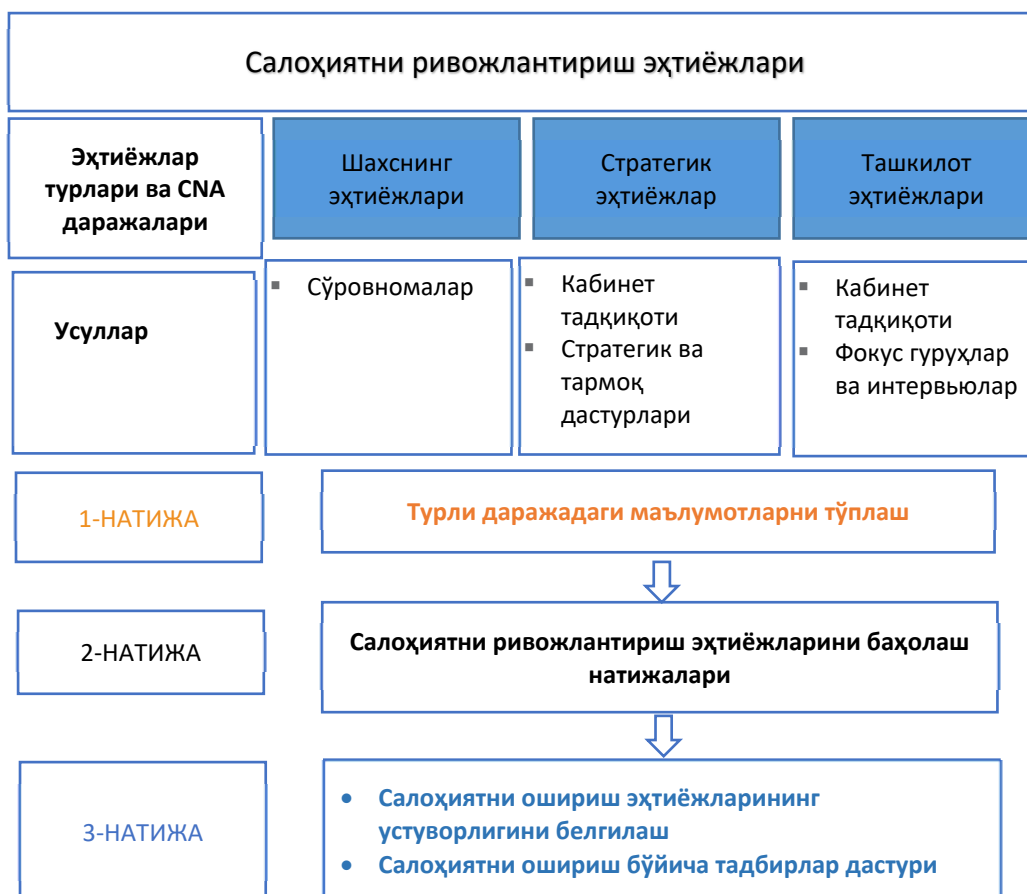 Салоҳиятни ривожлантириш эҳтиёжлари
Эҳтиёжлар
турлари ва CNA
даражалари
Шахснинг
эҳтиёжлари
Стратегик
эҳтиёжлар
Ташкилот
эҳтиёжлари
Усуллар
▪ Сўровномалар
▪ Кабинет
тадқиқоти
▪ Стратегик ва
тармоқ
дастурлари
▪ Кабинет
тадқиқоти
▪ Фокус гуруҳлар
ва интервьюлар
1-НАТИЖА
Турли даражадаги маълумотларни тўплаш
2-НАТИЖА
Салоҳиятни ривожлантириш эҳтиёжларини баҳолаш
натижалари
3-НАТИЖА
• Салоҳиятни ошириш эҳтиёжларининг
устуворлигини белгилаш
• Салоҳиятни ошириш бўйича тадбирлар дастури